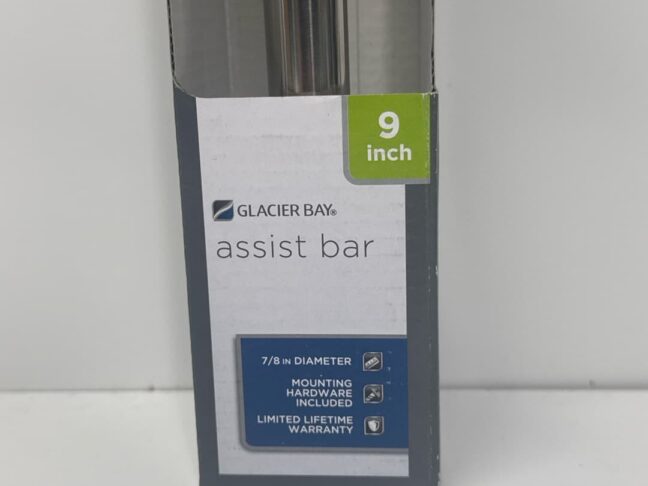 9
inch
GLACIER BAY®
assist bar
7/8 IN DIAMETER
MOUNTING
HARDWARE
INCLUDED
LIMITED LIFETIME
WARRANTY